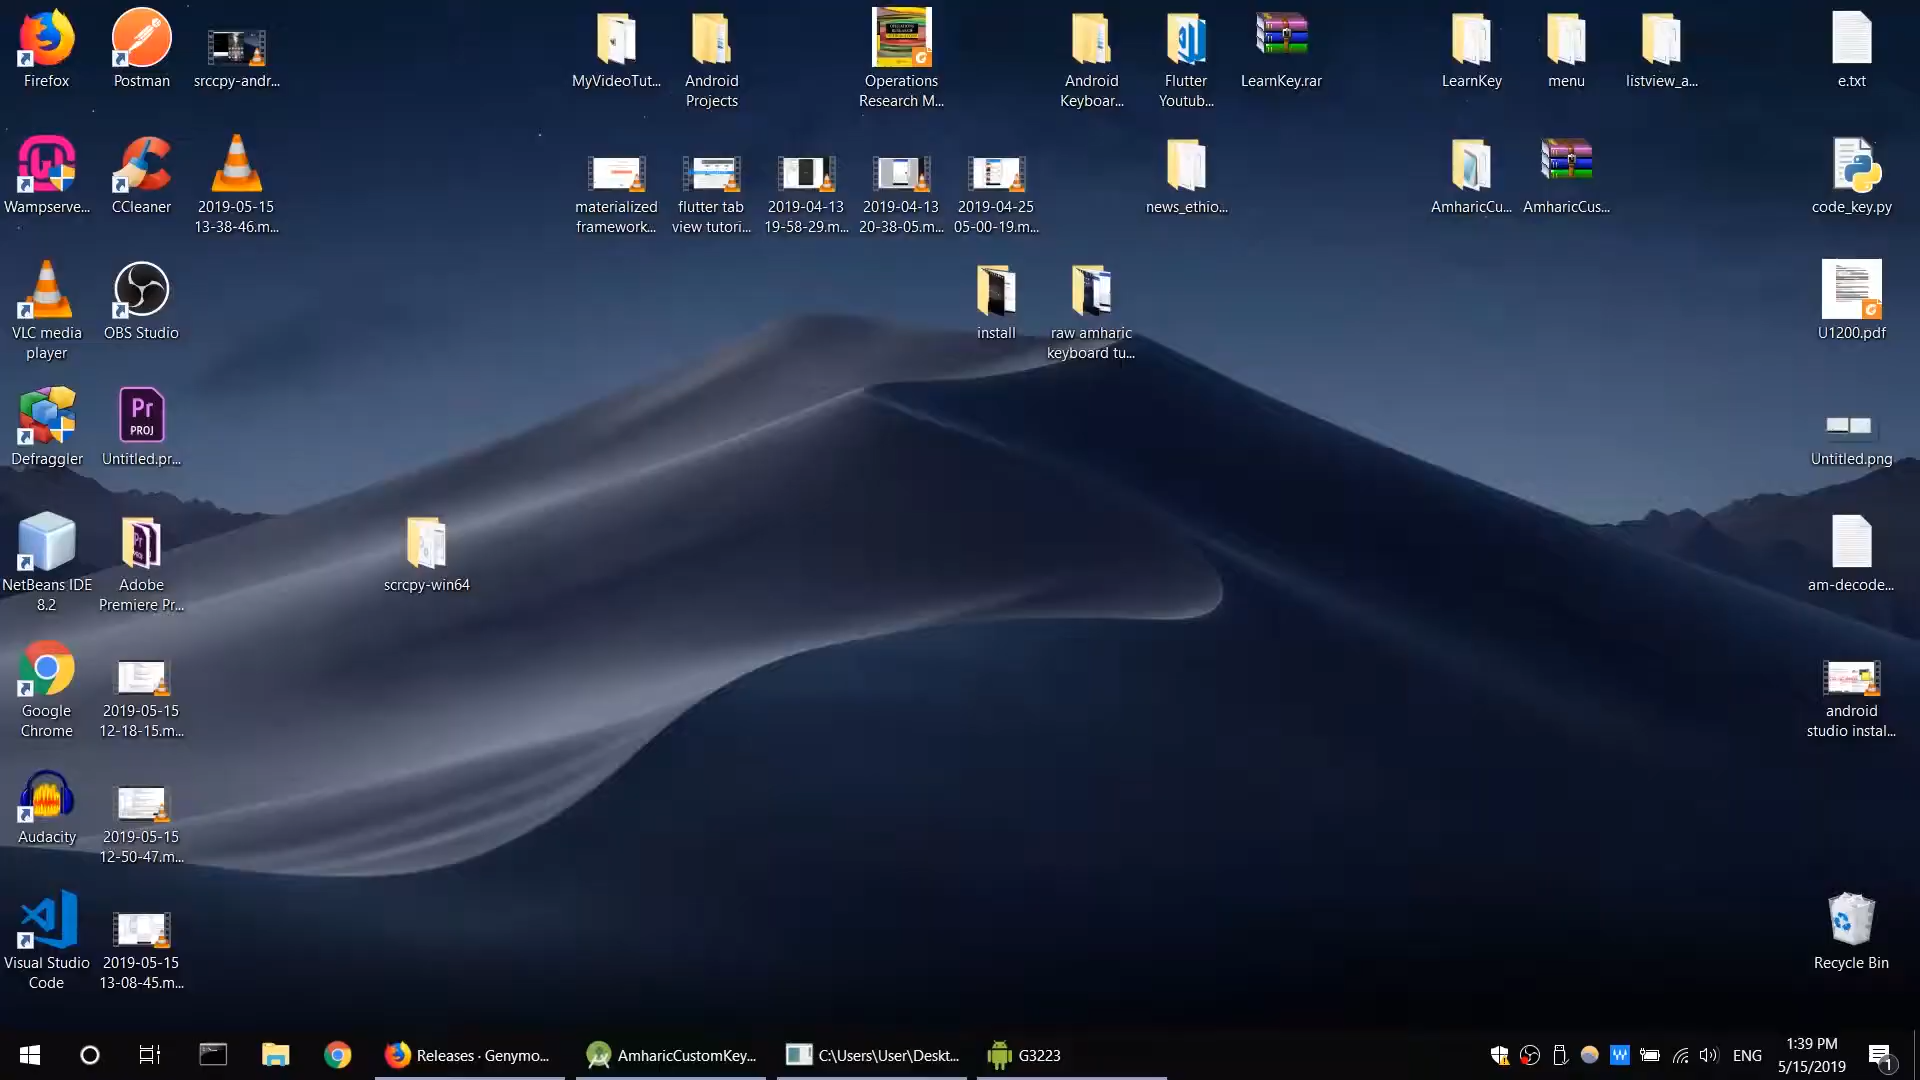 Firefox
Postman
srccpy-andr...
MyVideoTut...
Android
Projects
Operations
Research M...
Android
Keyboar...
Flutter
Youtub...
LearnKey.rar
LearnKey
menu
listview_a...
e.txt
Wampserve...
CCleaner
2019-05-15
13-38-46.m...
materialized
framework...
flutter tab
view tutori...
2019-04-13
19-58-29.m...
2019-04-13
20-38-05.m...
2019-04-25
05-00-19.m...
news_ethio...
AmharicCu...
AmharicCus...
code_key.py
VLC media
player
OBS Studio
install
raw amharic
keyboard tu...
U1200.pdf
Defraggler
Pr
PROJ
Untitled.pr...
Untitled.png
NetBeans IDE
8.2
Adobe
Premiere Pr...
scrcpy-win64
am-decode...
Google
Chrome
2019-05-15
12-18-15.m...
android
studio instal...
Audacity
2019-05-15
12-50-47.m...
Visual Studio
Code
2019-05-15
13-08-45.m...
Recycle Bin
Releases · Genymo...
AmharicCustomKey...
C:\Users\User\Deskt...
G3223
ENG
1:39 PM
5/15/2019
1